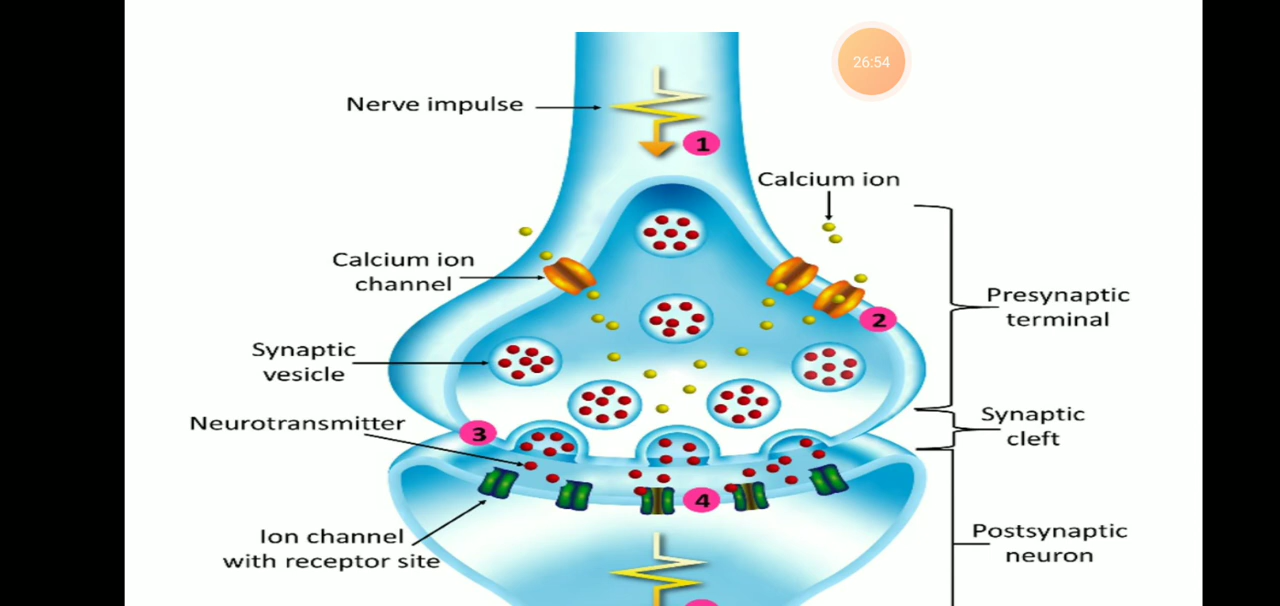 26:54
Nerve impulse
1
Calcium ion
Calcium ion
channel
Presynaptic
terminal
2
Synaptic
vesicle
Neurotransmitter
Synaptic
cleft
3
4
Ion channel
with receptor site
Postsynaptic
neuron